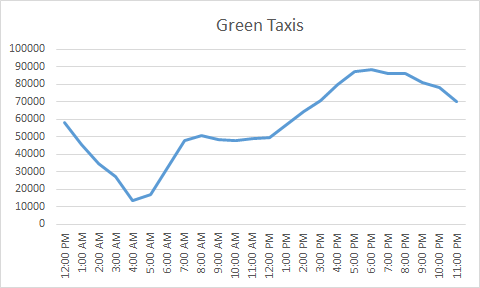 Green Taxis
100000
90000
80000
70000
60000
50000
40000
30000
20000
10000
0
12:00 PM
1:00 AM
2:00 AM
3:00 AM
4:00 AM
5:00 AM
6:00 AM
7:00 AM
8:00 AM
9:00 AM
10:00 AM
11:00 AM
12:00 PM
1:00 PM
2:00 PM
3:00 PM
4:00 PM
5:00 PM
6:00 PM
7:00 PM
8:00 PM
9:00 PM
10:00 PM
11:00 PM